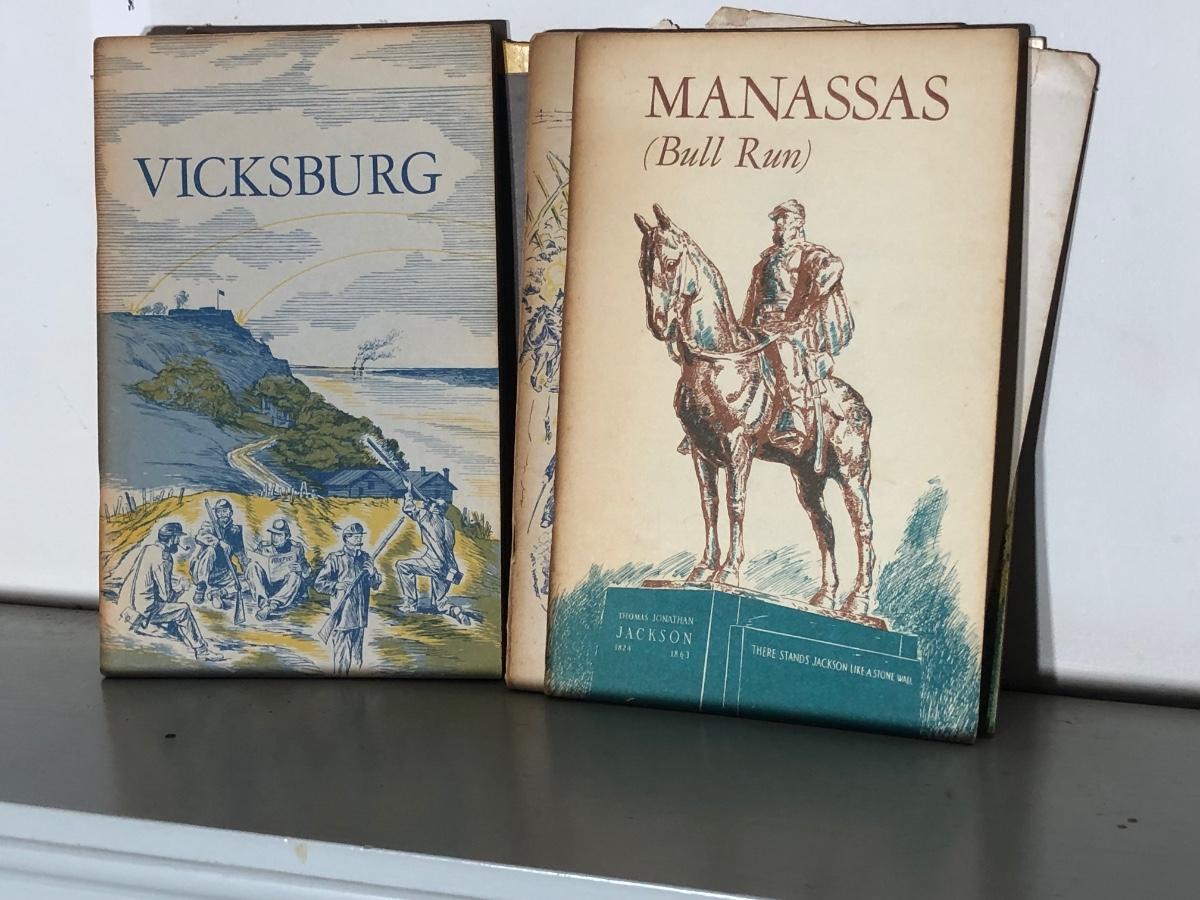 VICKSBURG
MANASSAS
(Bull Run)
THOMAS JONATHAN
JACKSON
1824 1863
THERE STANDS JACKSON LIKE A STONE WALL